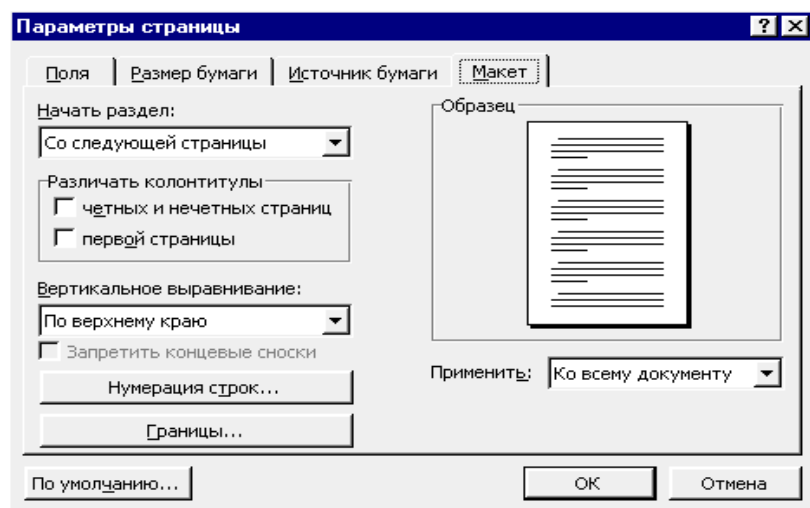 Параметры страницы
Поля Размер бумаги Источник бумаги Макет
Начать раздел:
Со следующей страницы
Различать колонтитулы
четных и нечетных страниц
первой страницы
Вертикальное выравнивание:
По верхнему краю
Запретить концевые сноски
Нумерация строк...
Границы...
Образец
Применить: Ко всему документу
По умолчанию... ОК Отмена